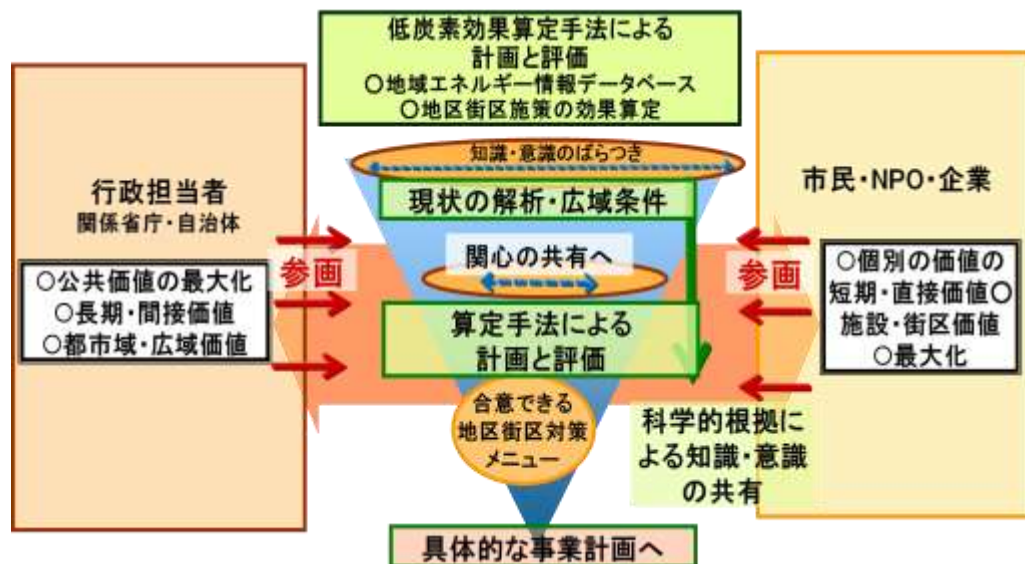 低炭素効果算定手法による
計画と評価
○地域エネルギー情報データベース
○地区街区施策の効果算定
行政担当者
関係省庁・自治体
○公共価値の最大化
○長期・間接価値
○都市域・広域価値
参画
知識・意識のばらつき
現状の解析・広域条件
関心の共有へ
算定手法による
計画と評価
合意できる
地区街区対策
メニュー
具体的な事業計画へ
参画
科学的根拠に
よる知識・意識
の共有
市民・NPO・企業
○個別の価値の
短期・直接価値○
施設・街区価値
○最大化